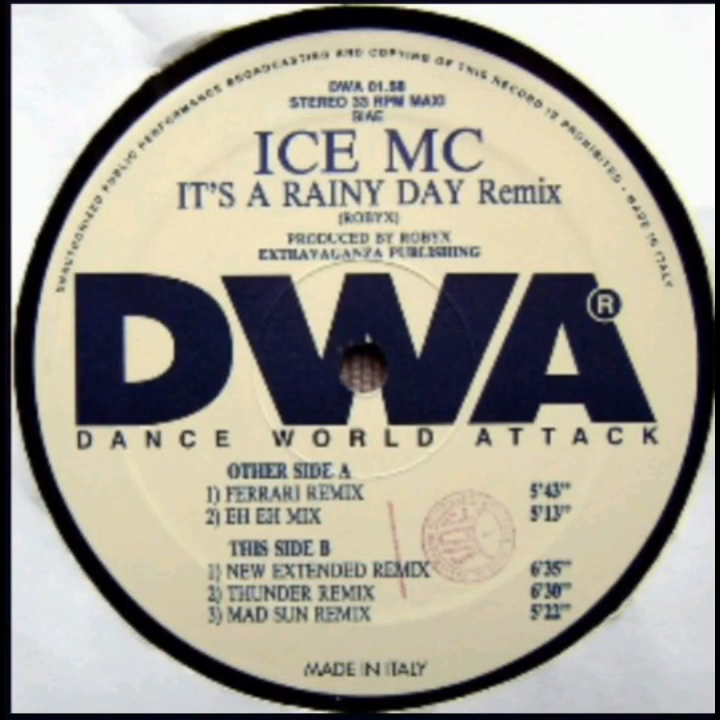 UNAUTHORIZED PUBLIC PERFORMANCE BROADCASTING AND COPYING OF THIS RECORD IS PROHIBITED - MADE IN ITALY
DWA 01.58
STEREO 33 RPM MAXI
SIAE
ICE MC
IT'S A RAINY DAY Remix
(ROBYX)
PRODUCED BY ROBYX
EXTRAVAGANZA PUBLISHING
DWA®
DANCE WORLD ATTACK
OTHER SIDE A
1) FERRARI REMIX 5'43"
2) EH EH MIX 5'13"
THIS SIDE B
1) NEW EXTENDED REMIX 6'35"
2) THUNDER REMIX 6'30"
3) MAD SUN REMIX 5'22"
MADE IN ITALY